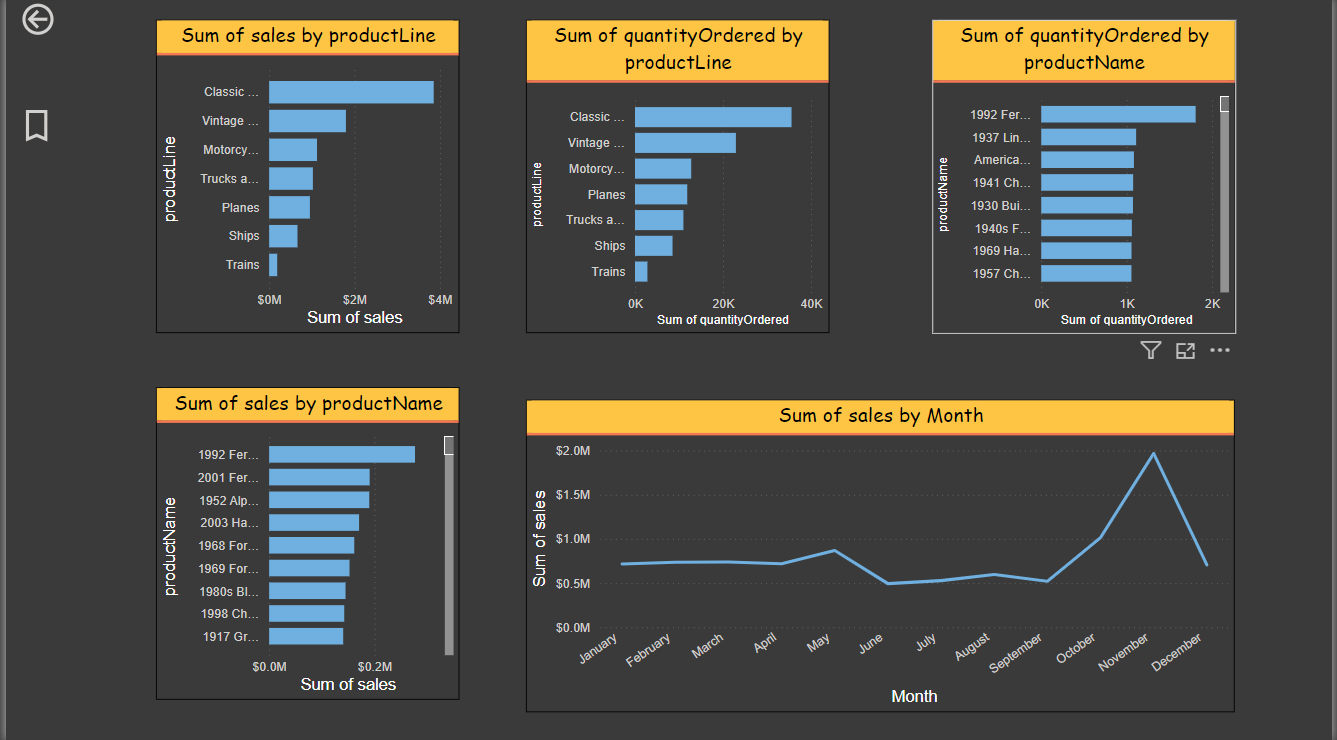 Sum of sales by productLine
productLine
Classic ...
Vintage ...
Motorcy...
Trucks a...
Planes
Ships
Trains
$0M $2M $4M
Sum of sales
Sum of quantityOrdered by
productLine
productLine
Classic ...
Vintage ...
Motorcy...
Planes
Trucks a...
Ships
Trains
0K 20K 40K
Sum of quantityOrdered
Sum of quantityOrdered by
productName
productName
1992 Fer...
1937 Lin...
America...
1941 Ch...
1930 Bui...
1940s F...
1969 Ha...
1957 Ch...
0K 1K 2K
Sum of quantityOrdered
Sum of sales by productName
productName
1992 Fer...
2001 Fer...
1952 Alp...
2003 Ha...
1968 For...
1969 For...
1980s Bl...
1998 Ch...
1917 Gr...
$0.0M $0.2M
Sum of sales
Sum of sales by Month
Sum of sales
$2.0M
$1.5M
$1.0M
$0.5M
$0.0M
January February March April May June July August September October November December
Month